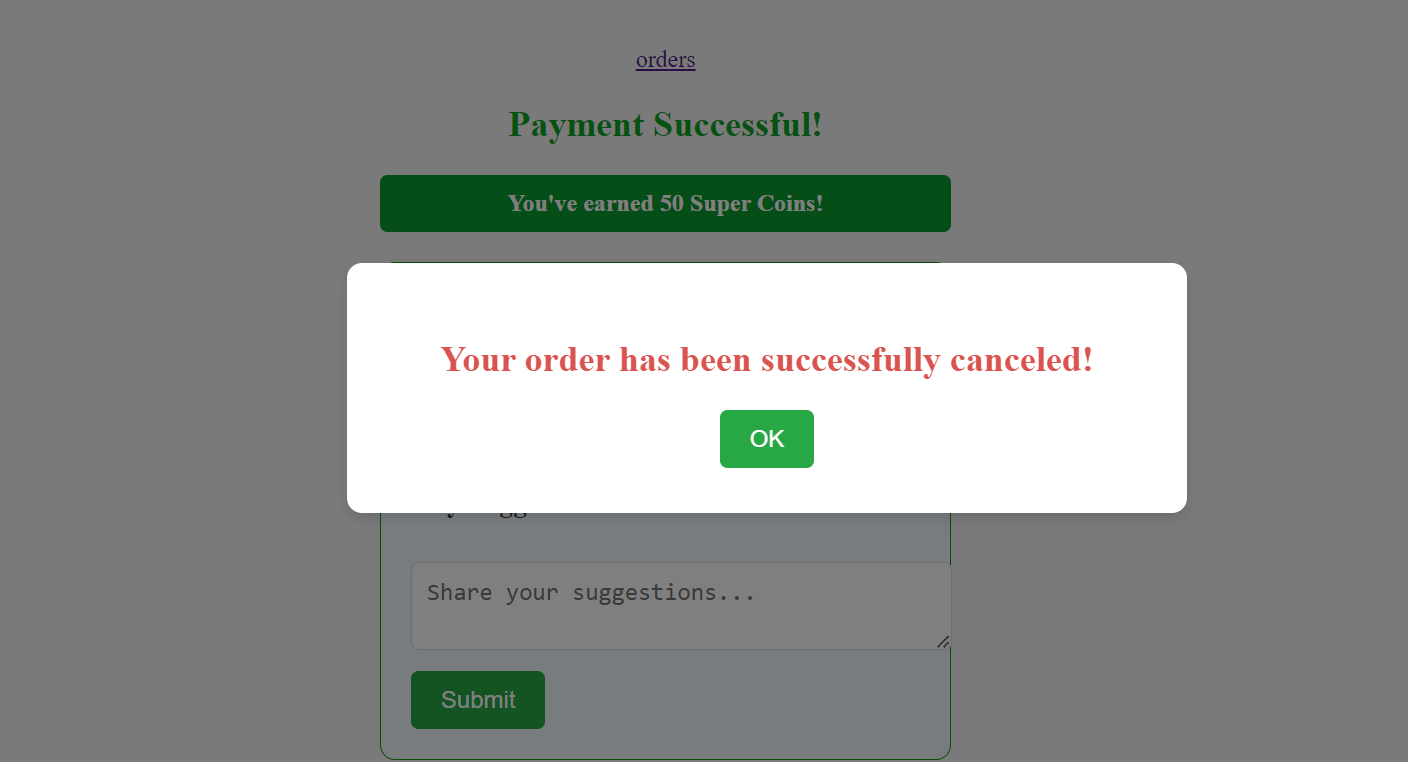 orders
Payment Successful!
You've earned 50 Super Coins!
Your order has been successfully canceled!
OK
Share your suggestions...
Submit